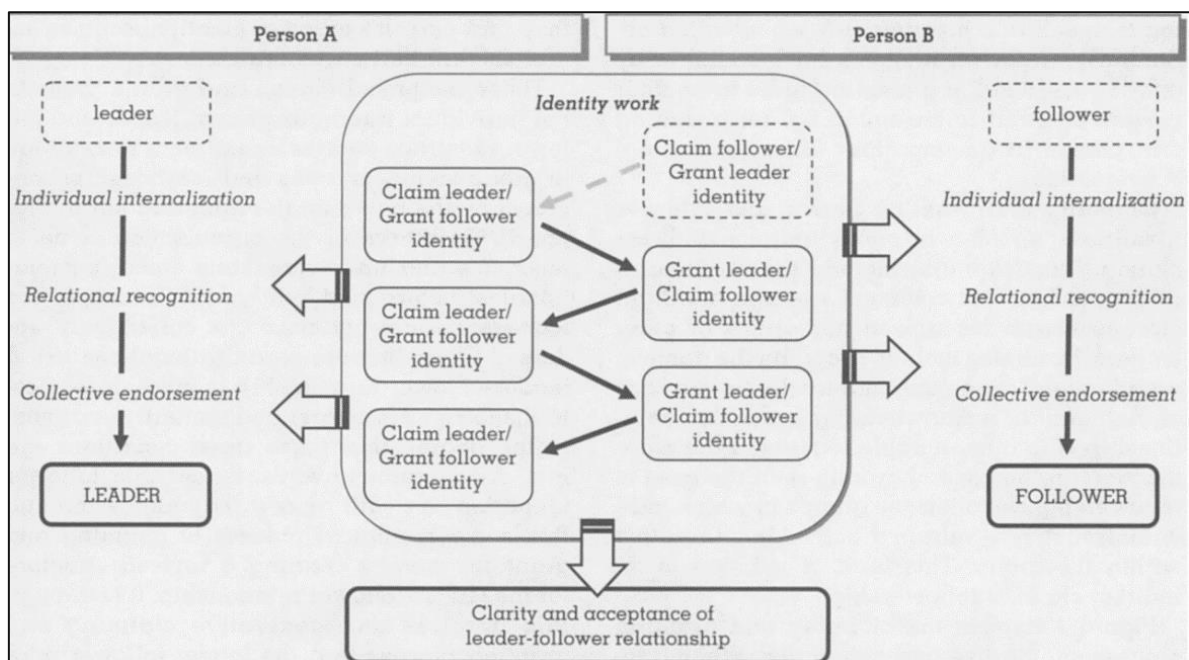 Person A
Person B
leader
Identity work
follower
Claim follower/
Grant leader
identity
Individual internalization
Claim leader/
Grant follower
identity
Individual internalization
Grant leader/
Claim follower
identity
Relational recognition
Claim leader/
Grant follower
identity
Relational recognition
Grant leader/
Claim follower
identity
Collective endorsement
Claim leader/
Grant follower
identity
Collective endorsement
LEADER
FOLLOWER
Clarity and acceptance of
leader-follower relationship